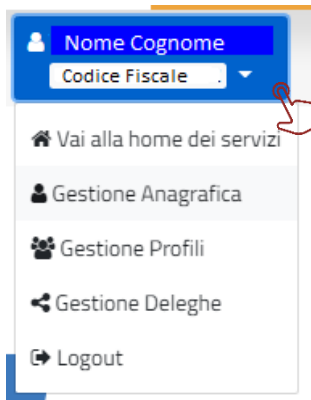 Nome Cognome
Codice Fiscale .
Vai alla home dei servizi
Gestione Anagrafica
Gestione Profili
Gestione Deleghe
Logout